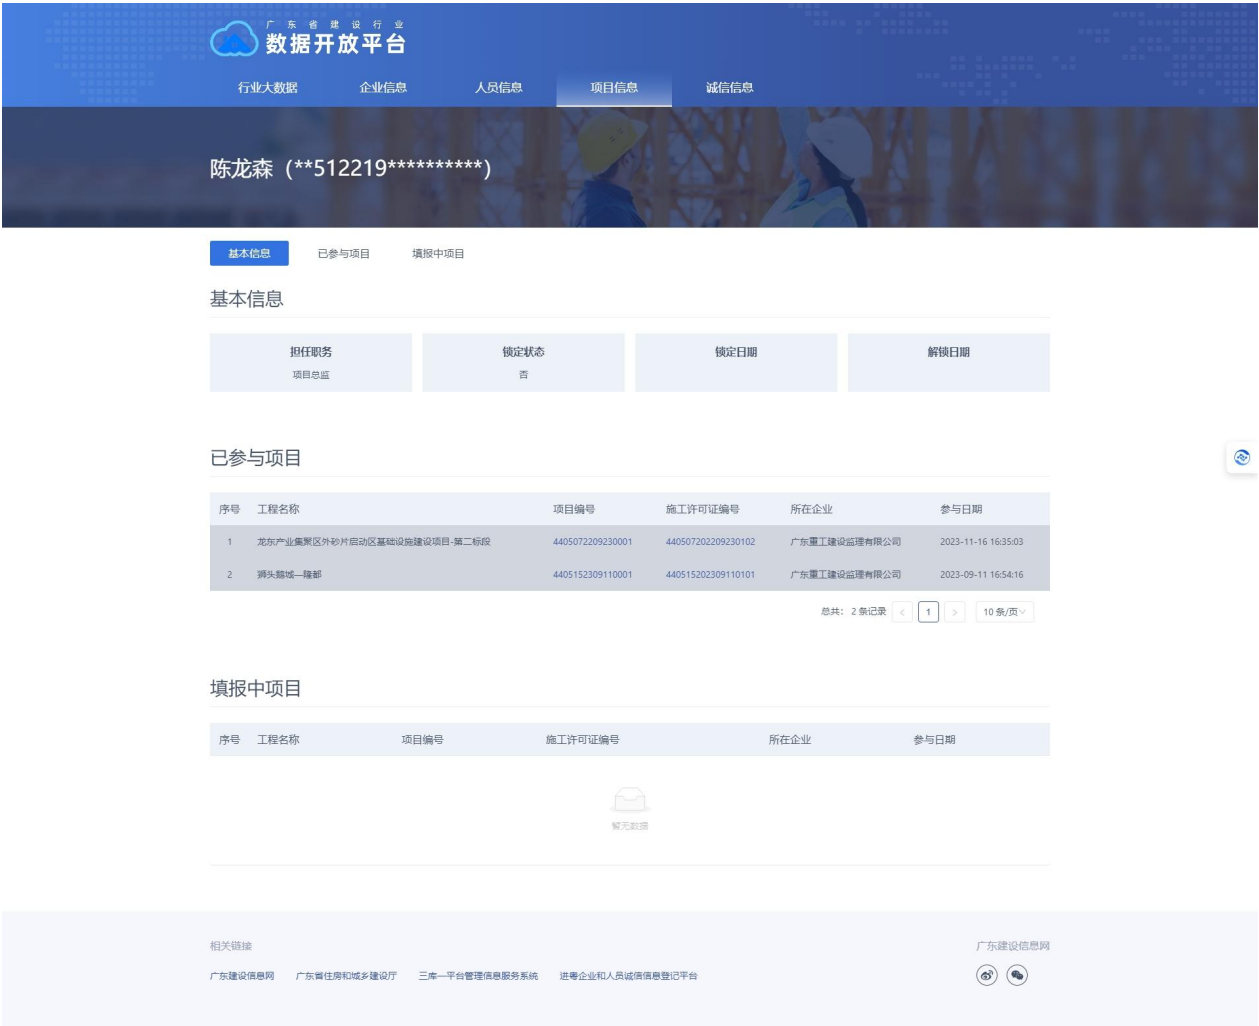 广东省建设行业
数据开放平台
行业大数据 企业信息 人员信息 项目信息 诚信信息
陈龙森（**512219**********）
基本信息 已参与项目 填报中项目
基本信息
担任职务 锁定状态 锁定日期 解锁日期
项目总监 否
已参与项目
序号 工程名称 项目编号 施工许可证编号 所在企业 参与日期
1 龙东产业集聚区外砂片启动区基础设施建设项目-第二标段 4405072209230001 440507202209230102 广东重工建设监理有限公司 2023-11-16 16:35:03
2 狮头鹅城—隆都 4405152309110001 440515202309110101 广东重工建设监理有限公司 2023-09-11 16:54:16
总共： 2 条记录 < 1 > 10 条/页
填报中项目
序号 工程名称 项目编号 施工许可证编号 所在企业 参与日期
暂无数据
相关链接 广东建设信息网
广东建设信息网 广东省住房和城乡建设厅 三库一平台管理信息服务系统 进粤企业和人员诚信信息登记平台